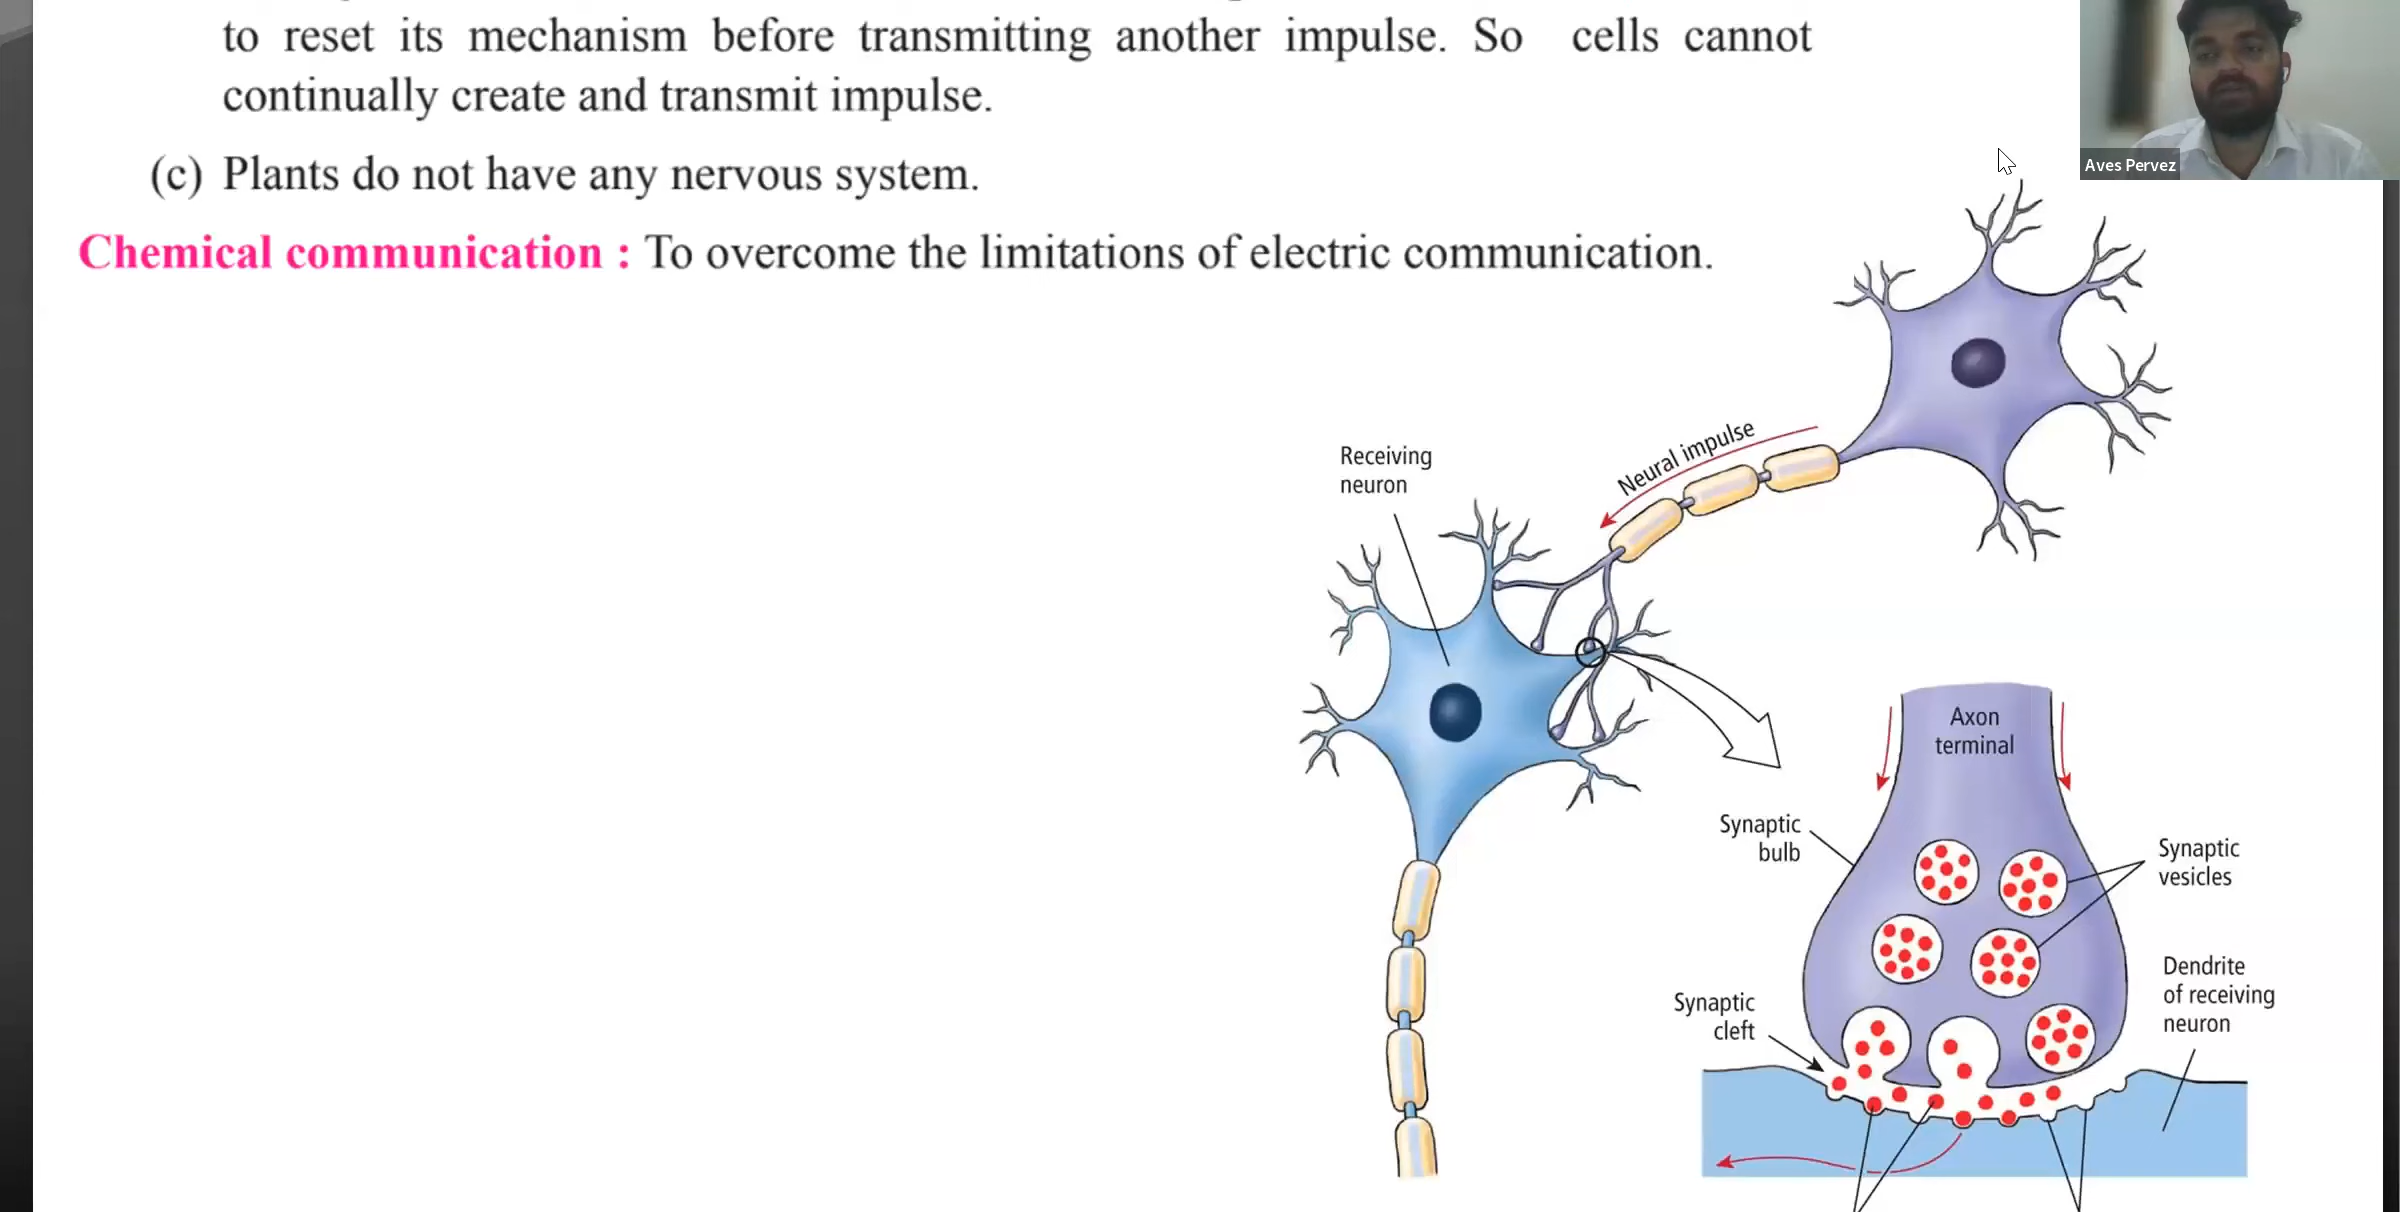 to reset its mechanism before transmitting another impulse. So cells cannot
continually create and transmit impulse.
(c) Plants do not have any nervous system.
Chemical communication : To overcome the limitations of electric communication.
Aves Pervez
Neural impulse
Receiving
neuron
Axon
terminal
Synaptic
bulb
Synaptic
vesicles
Dendrite
of receiving
neuron
Synaptic
cleft